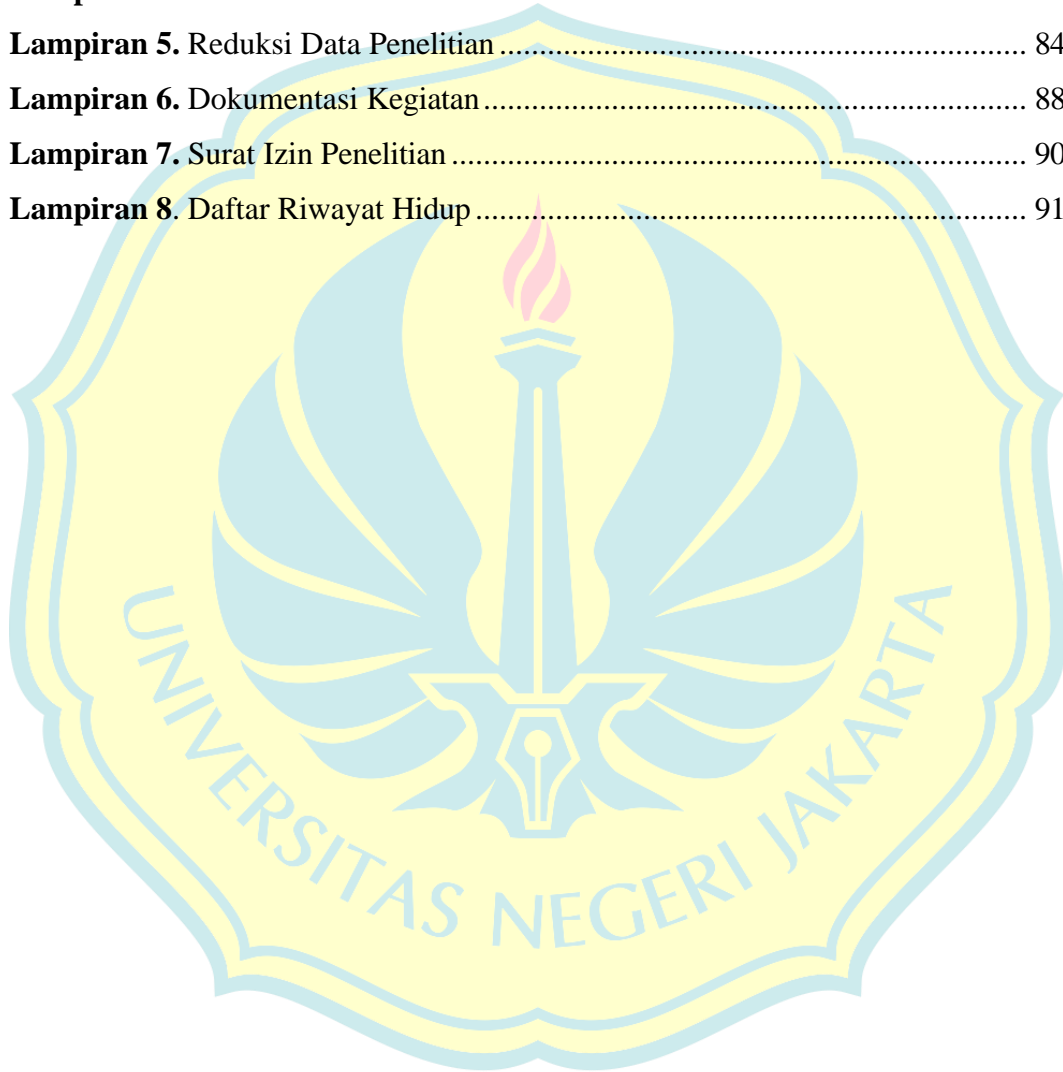 Lampiran 5. Reduksi Data Penelitian ........................................................................... 84
Lampiran 6. Dokumentasi Kegiatan ............................................................................. 88
Lampiran 7. Surat Izin Penelitian .................................................................................. 90
Lampiran 8. Daftar Riwayat Hidup ............................................................................... 91
UNIVERSITAS NEGERI JAKARTA